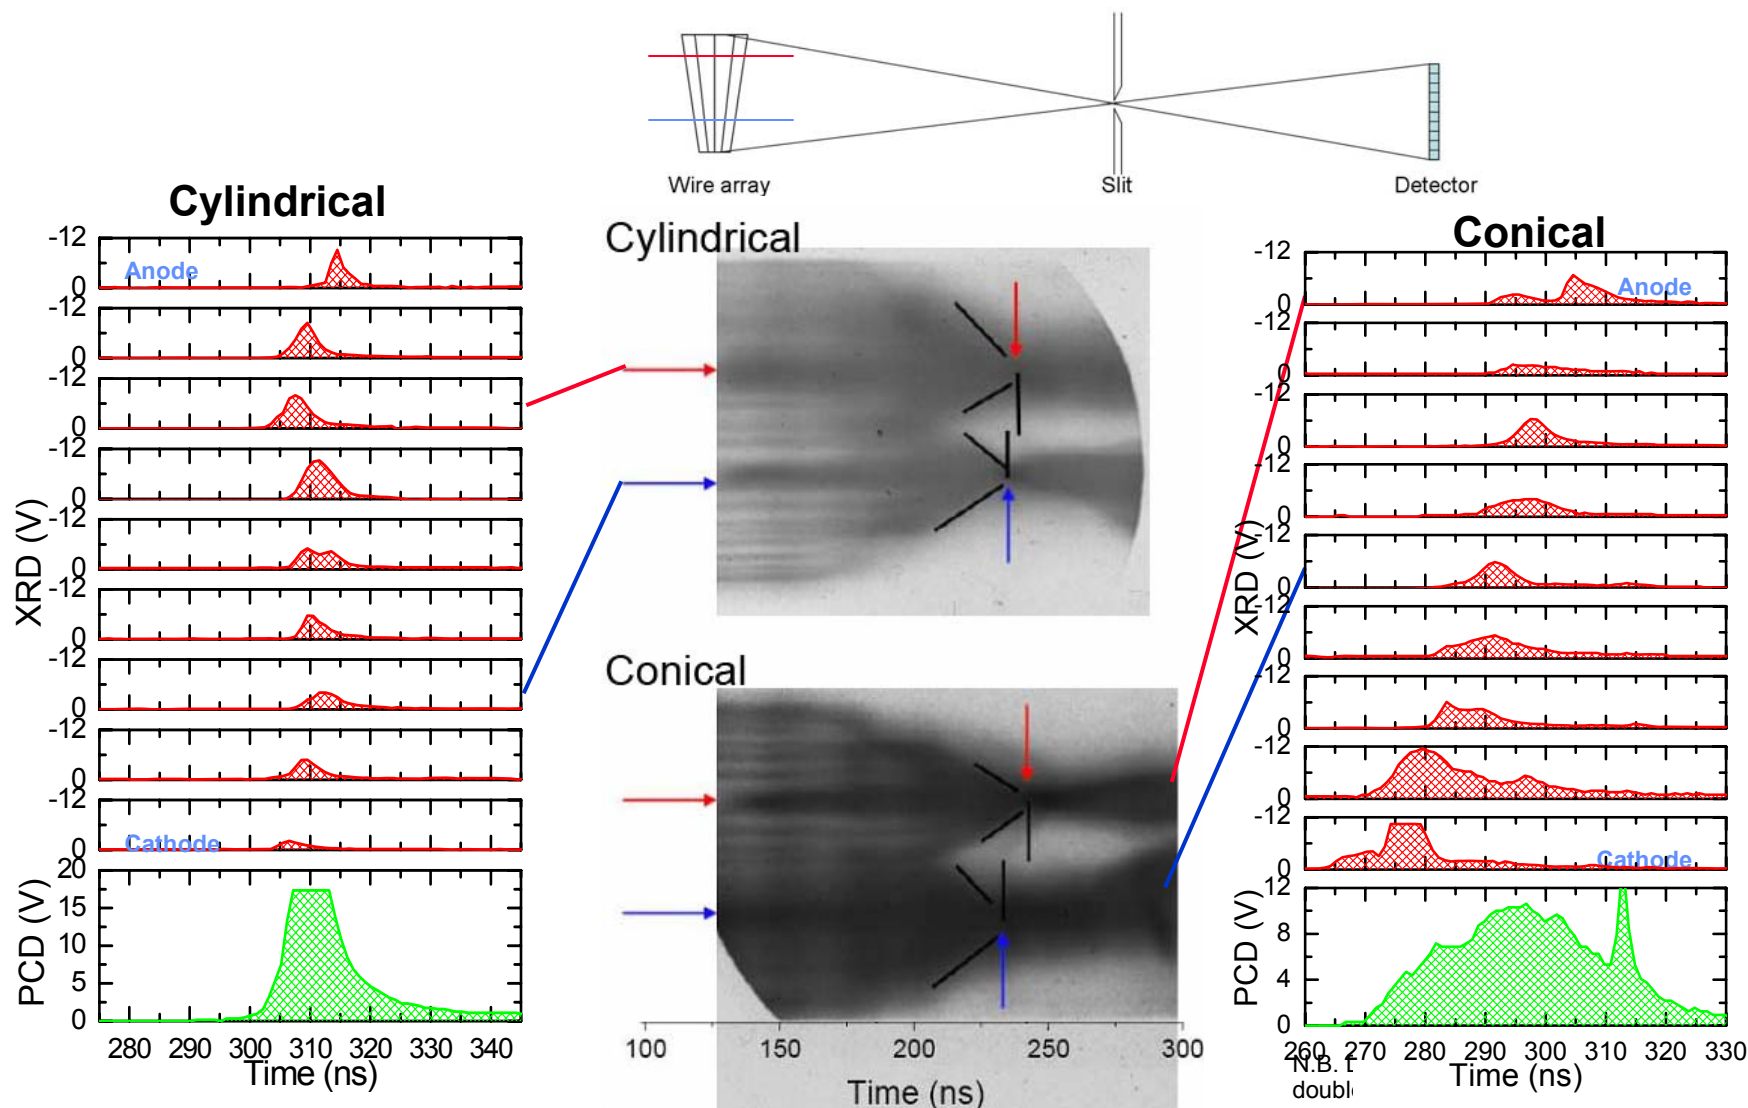 Wire array
Slit
Detector
Cylindrical
-12
0
Anode
-12
0
-12
0
-12
0
-12
0
-12
0
-12
0
-12
0
-12
0
Cathode
XRD (V)
20
15
10
5
0
PCD (V)
280 290 300 310 320 330 340
Time (ns)
Cylindrical
Conical
100 150 200 250 300
Time (ns)
Conical
-12
0
Anode
-12
0
-12
0
-12
0
-12
0
-12
0
-12
0
-12
0
-12
0
Cathode
XRD (V)
12
8
4
0
PCD (V)
260 270 280 290 300 310 320 330
Time (ns)
N.B.